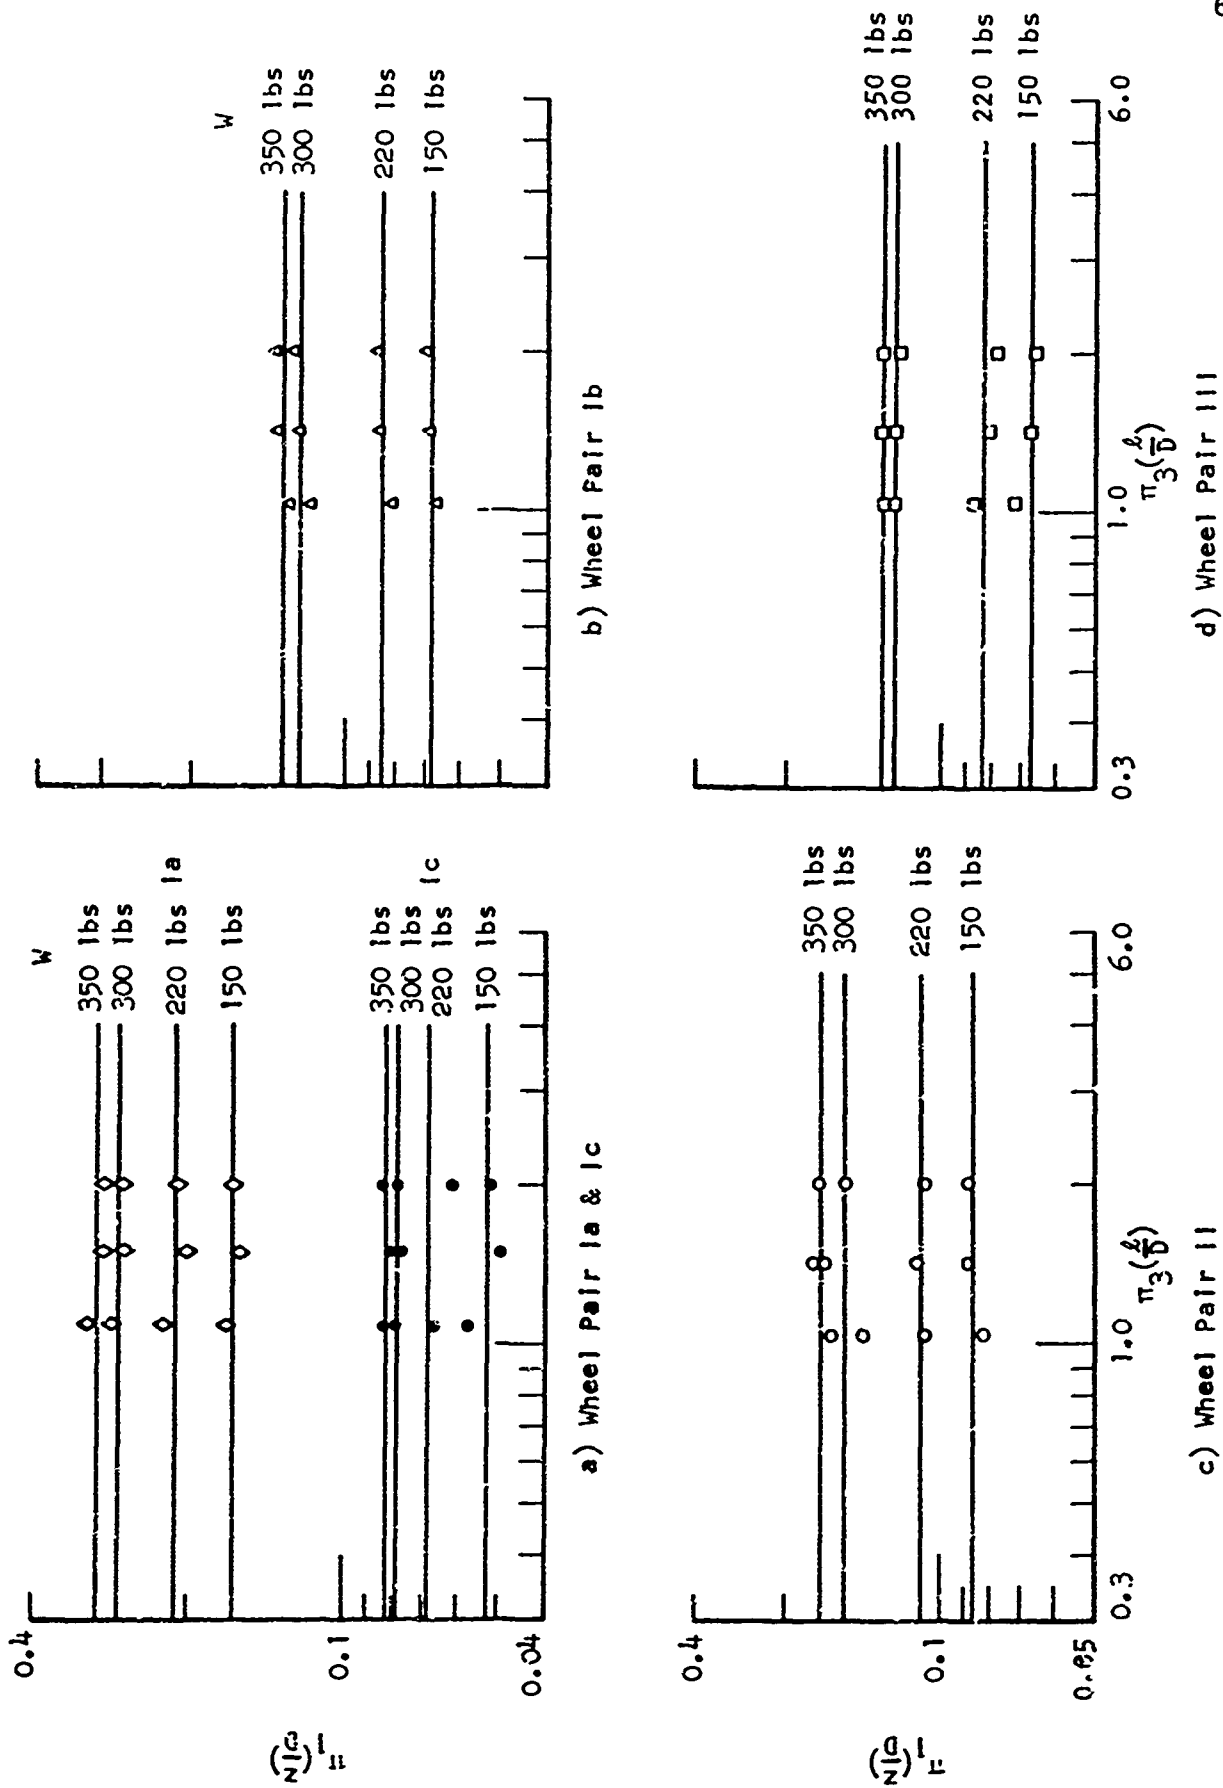 W
350 lbs
300 lbs
220 lbs Ia
150 lbs
350 lbs
300 lbs
220 lbs
Ic
150 lbs
0.4
0.1
0.04
π1(z/D)
a) Wheel Pair Ia & Ic
W
350 lbs
300 lbs
220 lbs
150 lbs
b) Wheel Pair Ib
350 lbs
300 lbs
220 lbs
150 lbs
0.4
0.1
0.05
π1(z/D)
0.3
1.0
6.0
π3(ℓ/D)
c) Wheel Pair II
350 lbs
300 lbs
220 lbs
150 lbs
0.3
1.0
6.0
π3(ℓ/D)
d) Wheel Pair III